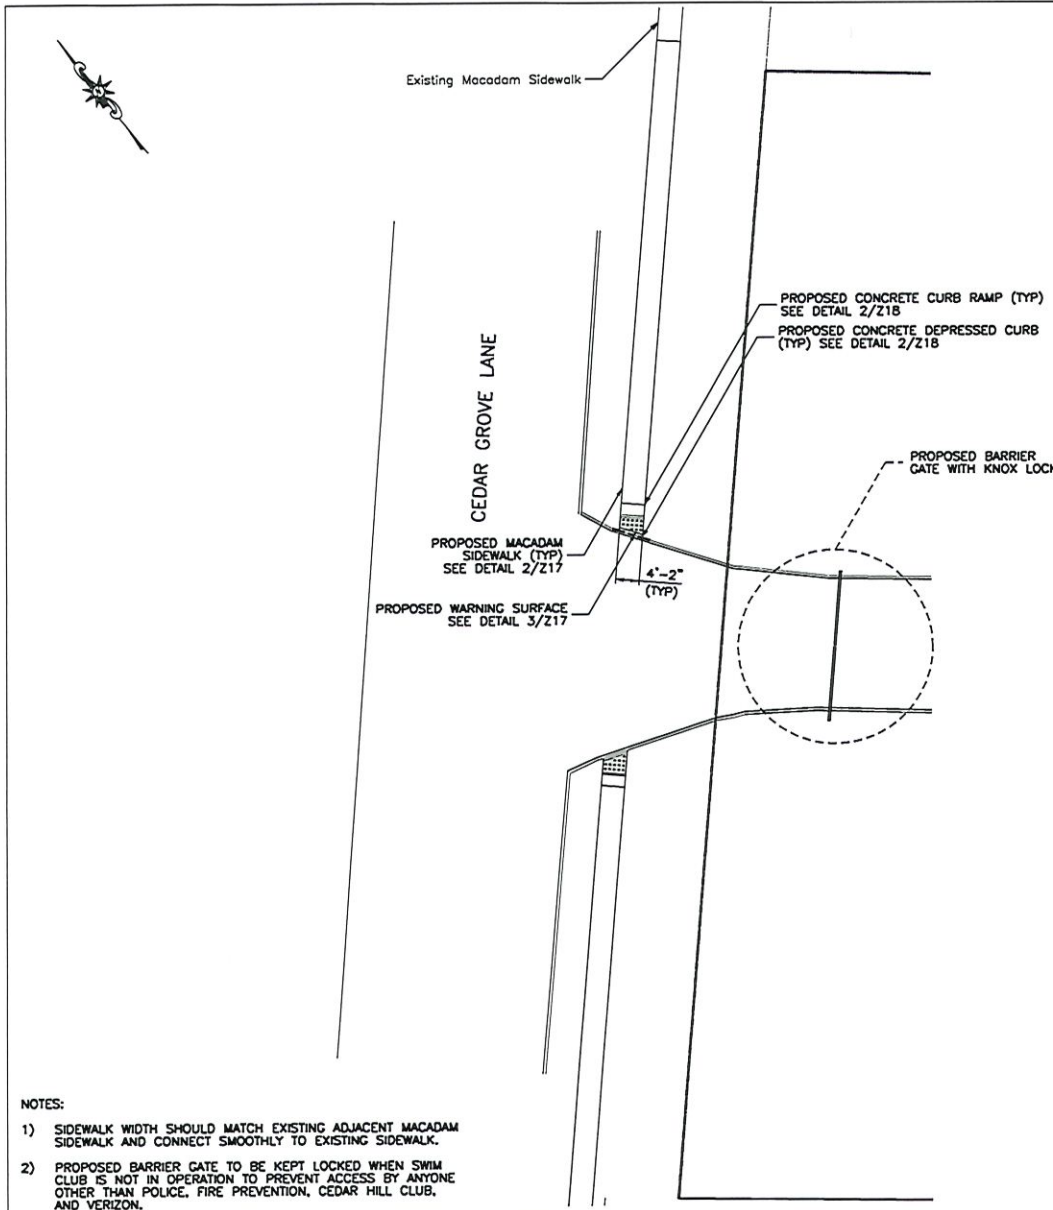 Existing Macadam Sidewalk
PROPOSED CONCRETE CURB RAMP (TYP)
SEE DETAIL 2/Z18
PROPOSED CONCRETE DEPRESSED CURB
(TYP) SEE DETAIL 2/Z18
CEDAR GROVE LANE
PROPOSED BARRIER
GATE WITH KNOX LOCK
PROPOSED MACADAM
SIDEWALK (TYP)
SEE DETAIL 2/Z17
4'-2"
(TYP)
PROPOSED WARNING SURFACE
SEE DETAIL 3/Z17
NOTES:
1) SIDEWALK WIDTH SHOULD MATCH EXISTING ADJACENT MACADAM
SIDEWALK AND CONNECT SMOOTHLY TO EXISTING SIDEWALK.
2) PROPOSED BARRIER GATE TO BE KEPT LOCKED WHEN SWIM
CLUB IS NOT IN OPERATION TO PREVENT ACCESS BY ANYONE
OTHER THAN POLICE, FIRE PREVENTION, CEDAR HILL CLUB,
AND VERIZON.